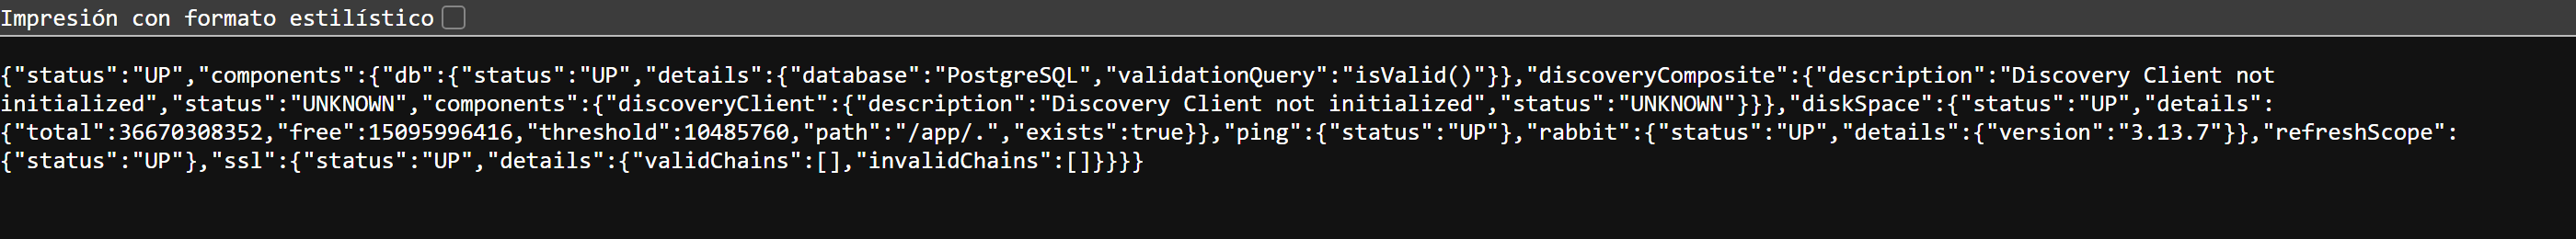 Impresión con formato estilístico
{"status":"UP","components":{"db":{"status":"UP","details":{"database":"PostgreSQL","validationQuery":"isValid()"}},"discoveryComposite":{"description":"Discovery Client not
initialized","status":"UNKNOWN","components":{"discoveryClient":{"description":"Discovery Client not initialized","status":"UNKNOWN"}}},"diskSpace":{"status":"UP","details":
{"total":36670308352,"free":15095996416,"threshold":10485760,"path":"/app/.","exists":true}},"ping":{"status":"UP"},"rabbit":{"status":"UP","details":{"version":"3.13.7"}},"refreshScope":
{"status":"UP"},"ssl":{"status":"UP","details":{"validChains":[],"invalidChains":[]}}}}